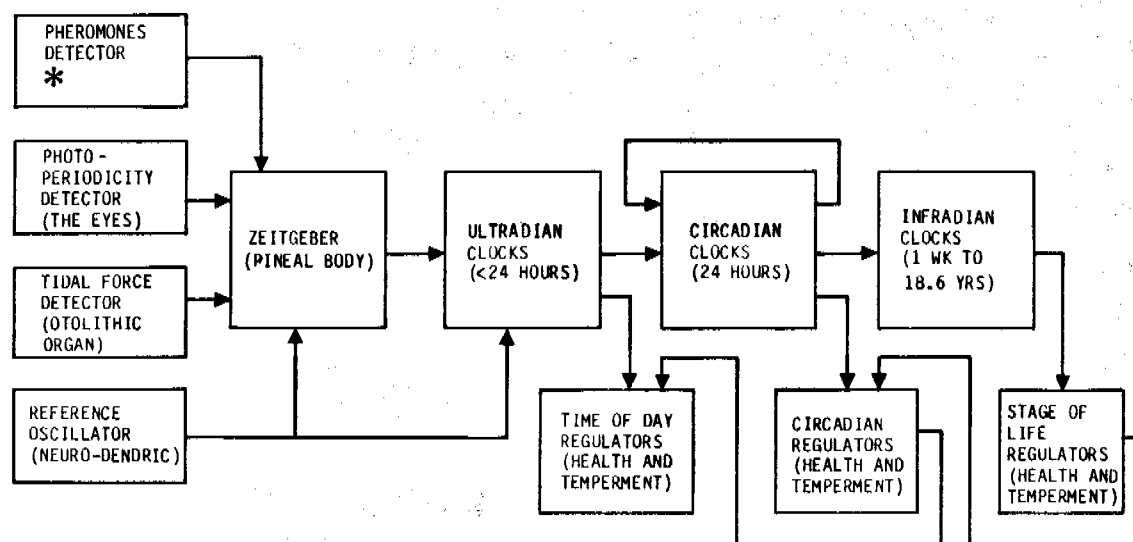 PHEROMONES
DETECTOR
*
PHOTO -
PERIODICITY
DETECTOR
(THE EYES)
TIDAL FORCE
DETECTOR
(OTOLITHIC
ORGAN)
REFERENCE
OSCILLATOR
(NEURO-DENDRIC)
ZEITGEBER
(PINEAL BODY)
ULTRADIAN
CLOCKS
(<24 HOURS)
CIRCADIAN
CLOCKS
(24 HOURS)
INFRADIAN
CLOCKS
(1 WK TO
18.6 YRS)
TIME OF DAY
REGULATORS
(HEALTH AND
TEMPERMENT)
CIRCADIAN
REGULATORS
(HEALTH AND
TEMPERMENT)
STAGE OF
LIFE
REGULATORS
(HEALTH AND
TEMPERMENT)